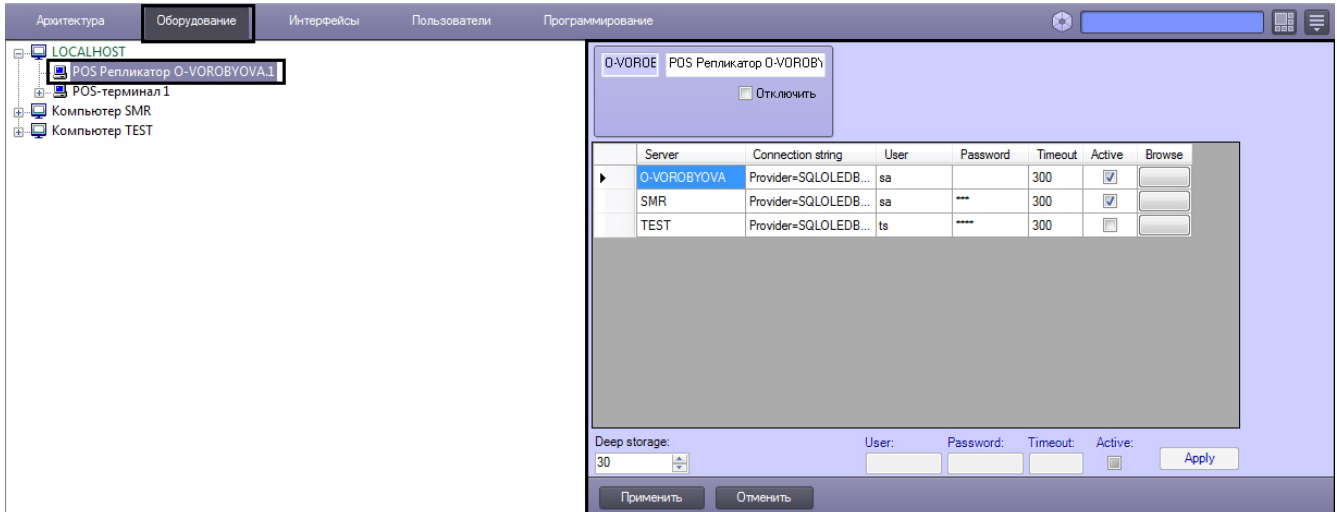 Архитектура Оборудование Интерфейсы Пользователи Программирование
LOCALHOST
POS Репликатор O-VOROBYOVA.1
POS-терминал 1
Компьютер SMR
Компьютер TEST
O-VOROE POS Репликатор O-VOROBY
Отключить
Server Connection string User Password Timeout Active Browse
O-VOROBYOVA Provider=SQLOLEDB... sa 300
SMR Provider=SQLOLEDB... sa *** 300
TEST Provider=SQLOLEDB... ts **** 300
Deep storage: User: Password: Timeout: Active:
30 Apply
Применить Отменить